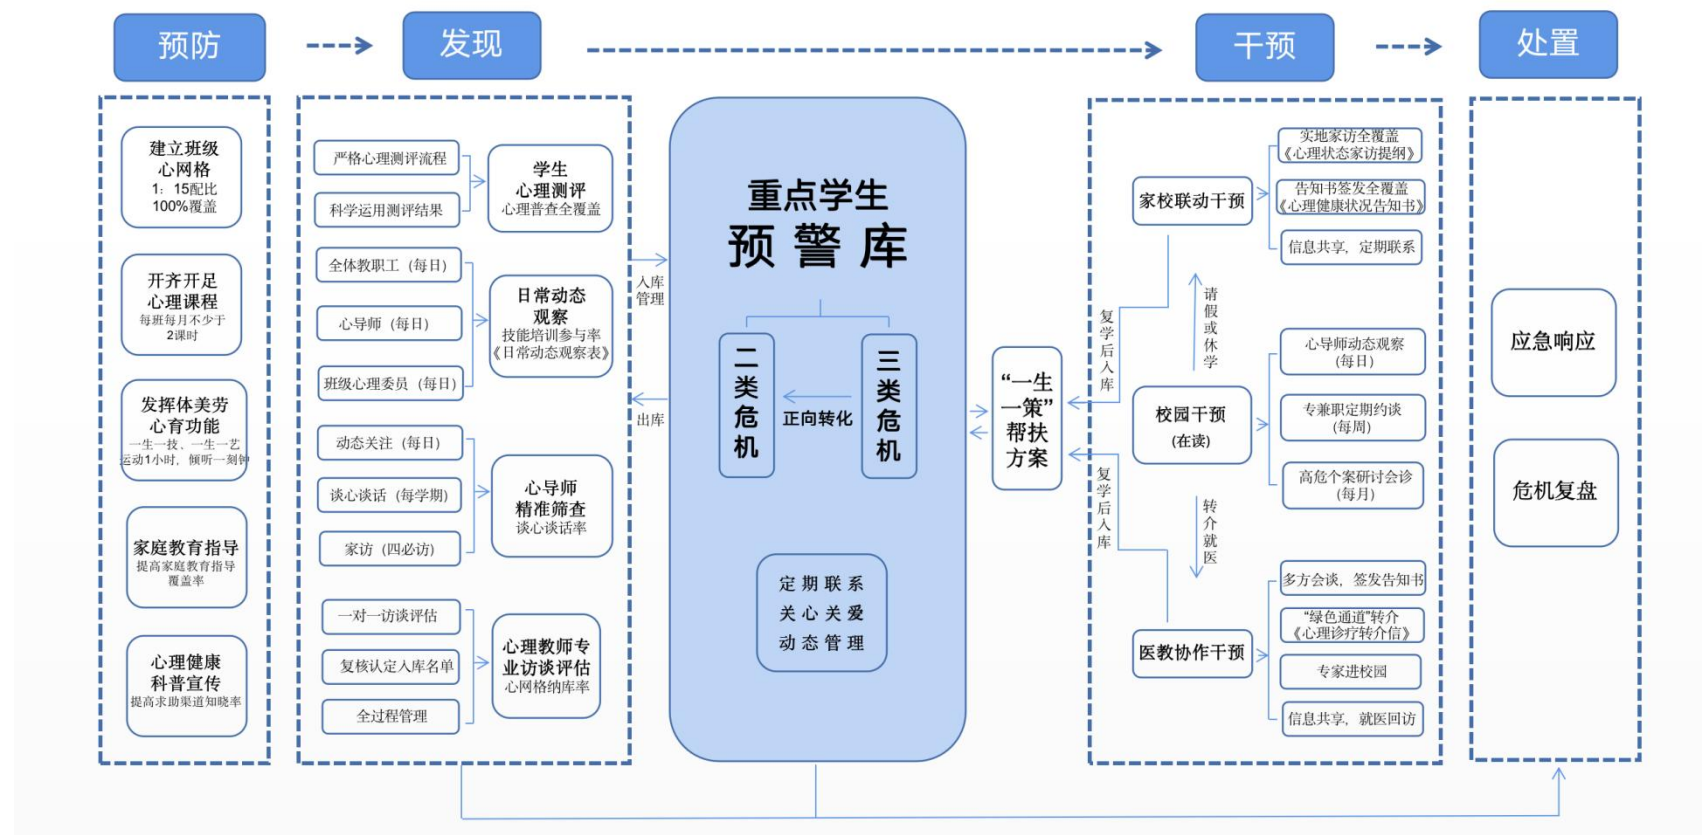 预防
发现
干预
处置
建立班级
心网格
1：15配比
100%覆盖
开齐开足
心理课程
每班每月不少于
2课时
发挥体美劳
心育功能
一生一技、一生一艺
运动1小时，倾听一刻钟
家庭教育指导
提高家庭教育指导
覆盖率
心理健康
科普宣传
提高求助渠道知晓率
严格心理测评流程
科学运用测评结果
学生
心理测评
心理普查全覆盖
全体教职工（每日）
心导师（每日）
班级心理委员（每日）
日常动态
观察
技能培训参与率
《日常动态观察表》
动态关注（每日）
谈心谈话（每学期）
家访（四必访）
心导师
精准筛查
谈心谈话率
一对一访谈评估
复核认定入库名单
全过程管理
心理教师专
业访谈评估
心网格纳库率
入库
管理
出库
重点学生
预警库
二类危机
正向转化
三类危机
定期联系
关心关爱
动态管理
“一生
一策”
帮扶
方案
复学后入库
复学后入库
家校联动干预
请假或休学
校园干预
(在读)
转介就医
医教协作干预
实地家访全覆盖
《心理状态家访提纲》
告知书签发全覆盖
《心理健康状况告知书》
信息共享，定期联系
心导师动态观察
(每日)
专兼职定期约谈
(每周)
高危个案研讨会诊
(每月)
多方会谈，签发告知书
“绿色通道”转介
《心理诊疗转介信》
专家进校园
信息共享，就医回访
应急响应
危机复盘